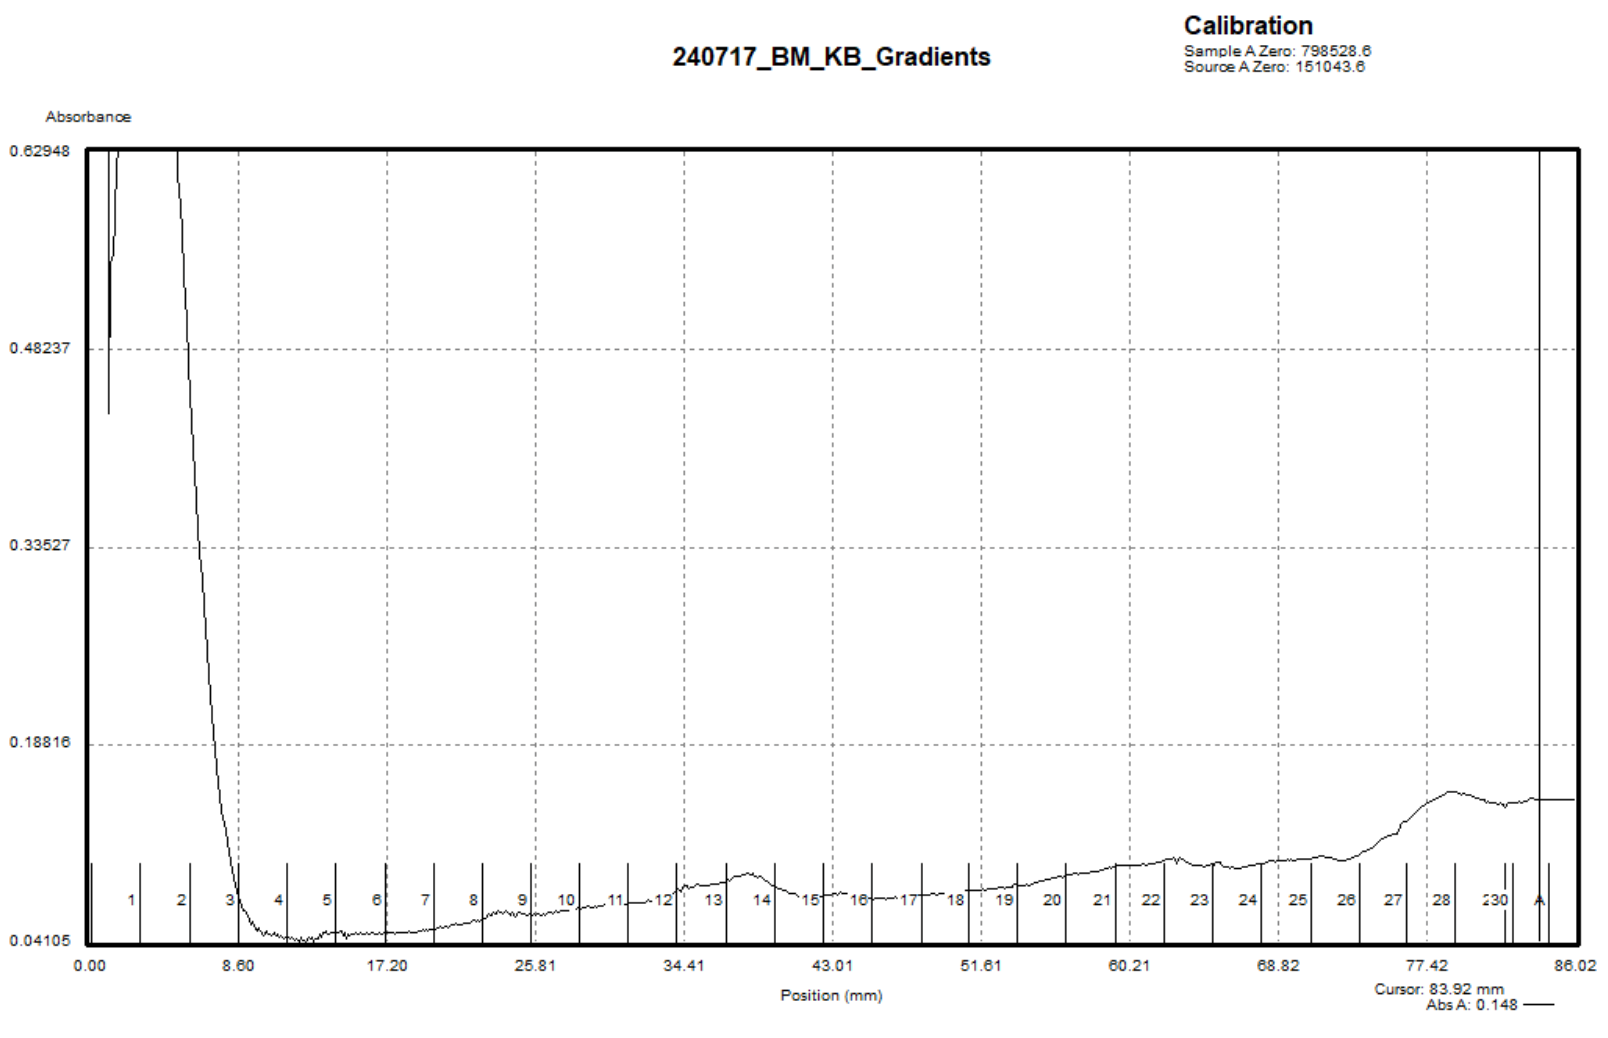 Calibration
Sample A Zero: 798528.6
Source A Zero: 151043.6
240717_BM_KB_Gradients
Absorbance
0.62948
0.48237
0.33527
0.18816
1 2 3 4 5 6 7 8 9 10 11 12 13 14 15 16 17 18 19 20 21 22 23 24 25 26 27 28 230 A
0.04105
0.00 8.60 17.20 25.81 34.41 43.01 51.61 60.21 68.82 77.42 86.02
Position (mm)
Cursor: 83.92 mm
Abs A: 0.148